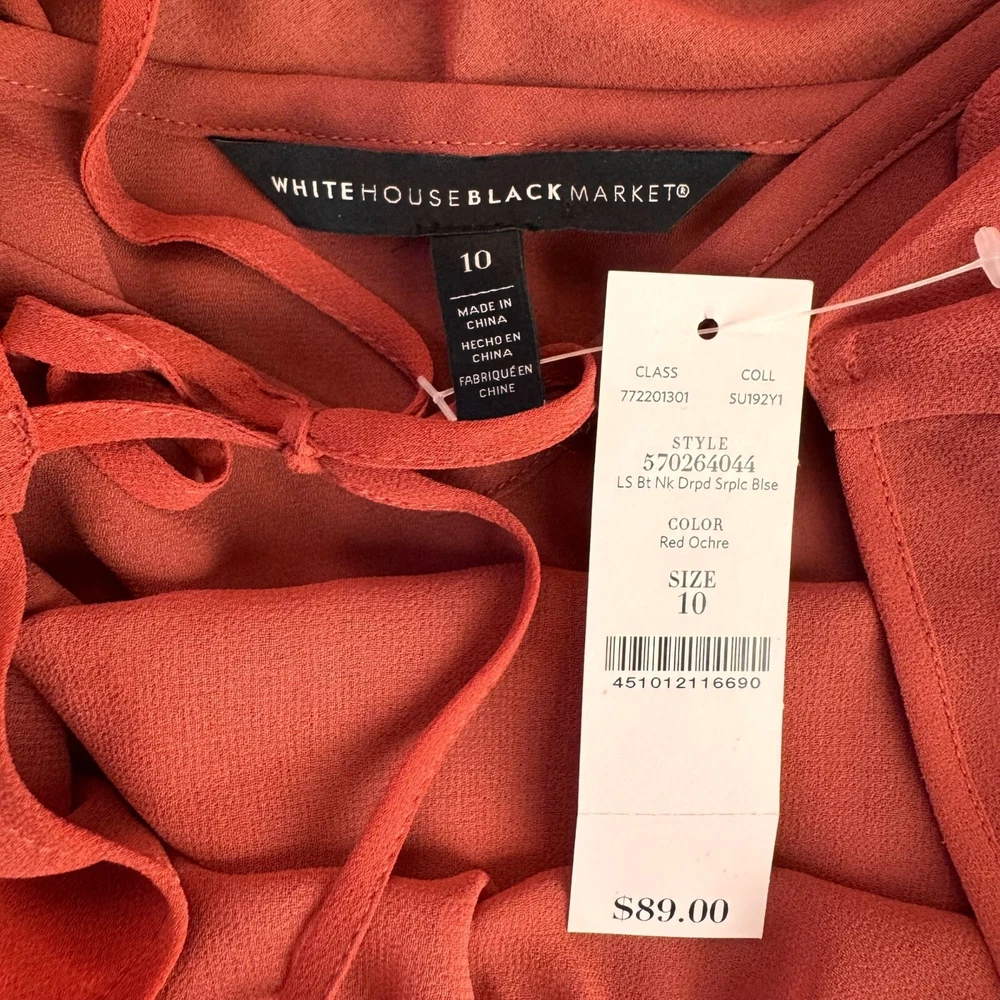 WHITEHOUSEBLACKMARKET®
10
MADE IN
CHINA
HECHO EN
CHINA
FABRIQUÉ EN
CHINE
CLASS COLL
772201301 SU192Y1
STYLE
570264044
LS Bt Nk Drpd Srplc Blse
COLOR
Red Ochre
SIZE
10
451012116690
$89.00